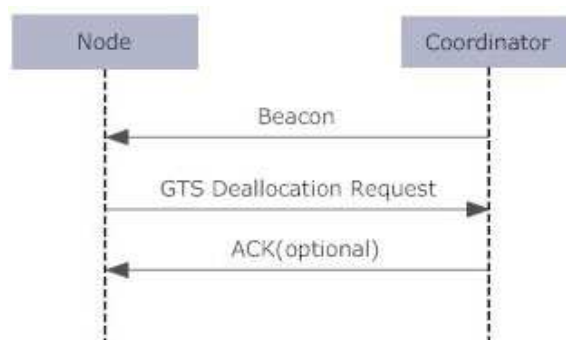 Node
Coordinator
Beacon
GTS Deallocation Request
ACK(optional)